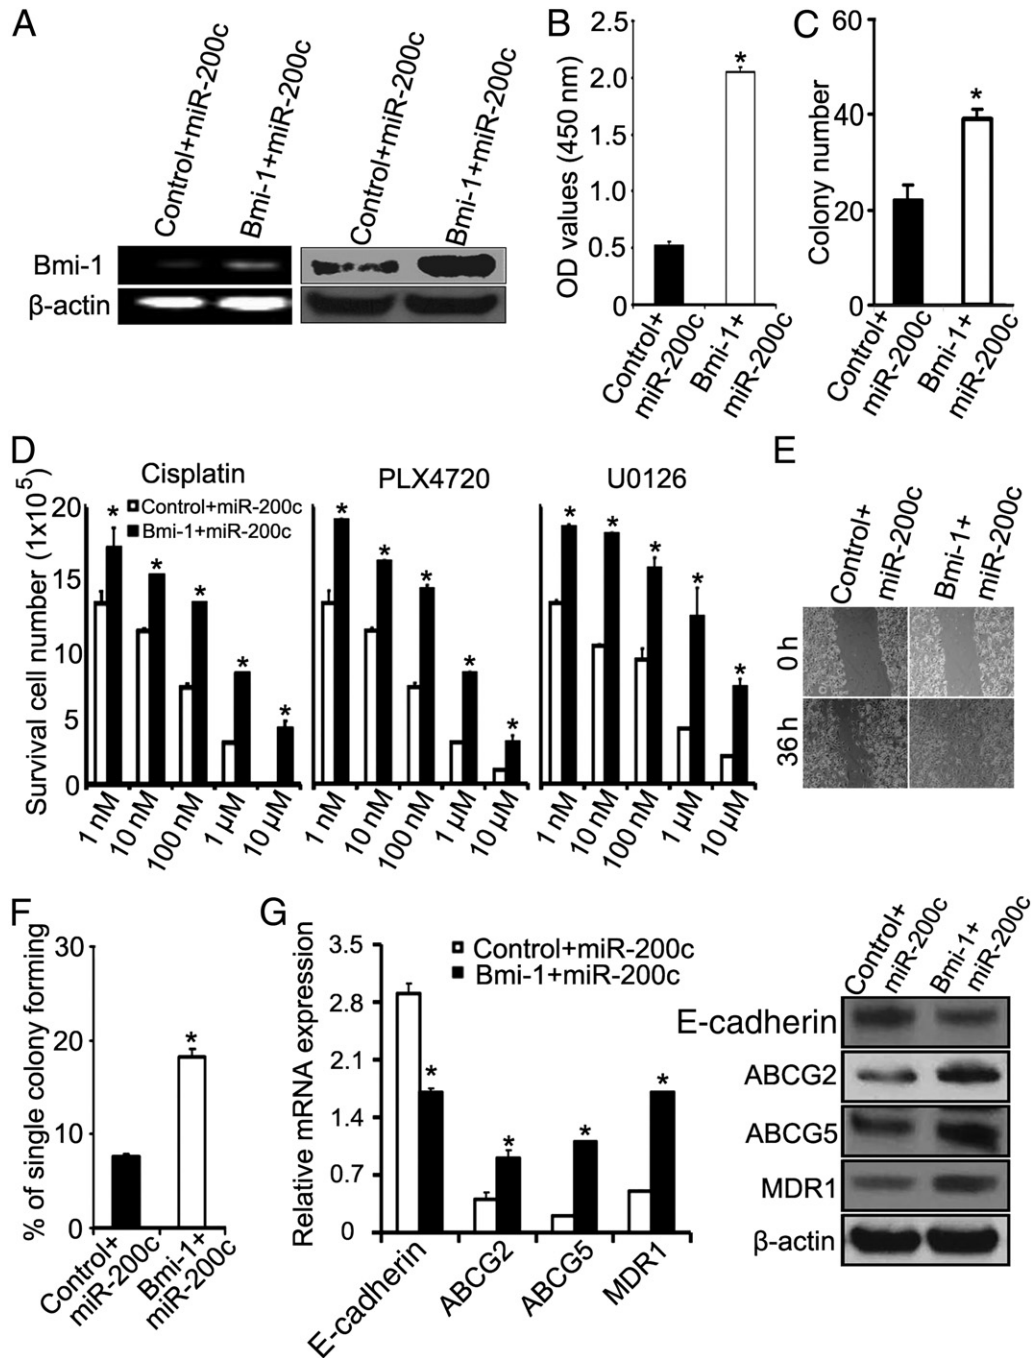 A
Control+miR-200c
Bmi-1+miR-200c
Control+miR-200c
Bmi-1+miR-200c
Bmi-1
β-actin
B
OD values (450 nm)
2.5
2.0
1.5
1.0
0.5
0
*
Control+
miR-200c
Bmi-1+
miR-200c
C
Colony number
60
40
20
0
*
Control+
miR-200c
Bmi-1+
miR-200c
D
Survival cell number (1x10⁵)
20
15
10
5
0
Cisplatin
Control+miR-200c
Bmi-1+miR-200c
* * * * *
1 nM
10 nM
100 nM
1 µM
10 µM
PLX4720
* * * * *
1 nM
10 nM
100 nM
1 µM
10 µM
U0126
* * * * *
1 nM
10 nM
100 nM
1 µM
10 µM
E
Control+
miR-200c
Bmi-1+
miR-200c
0 h
36 h
F
% of single colony forming
30
20
10
0
*
Control+
miR-200c
Bmi-1+
miR-200c
G
Relative mRNA expression
3.5
2.8
2.1
1.4
0.7
0
Control+miR-200c
Bmi-1+miR-200c
* * * *
E-cadherin
ABCG2
ABCG5
MDR1
Control+
miR-200c
Bmi-1+
miR-200c
E-cadherin
ABCG2
ABCG5
MDR1
β-actin